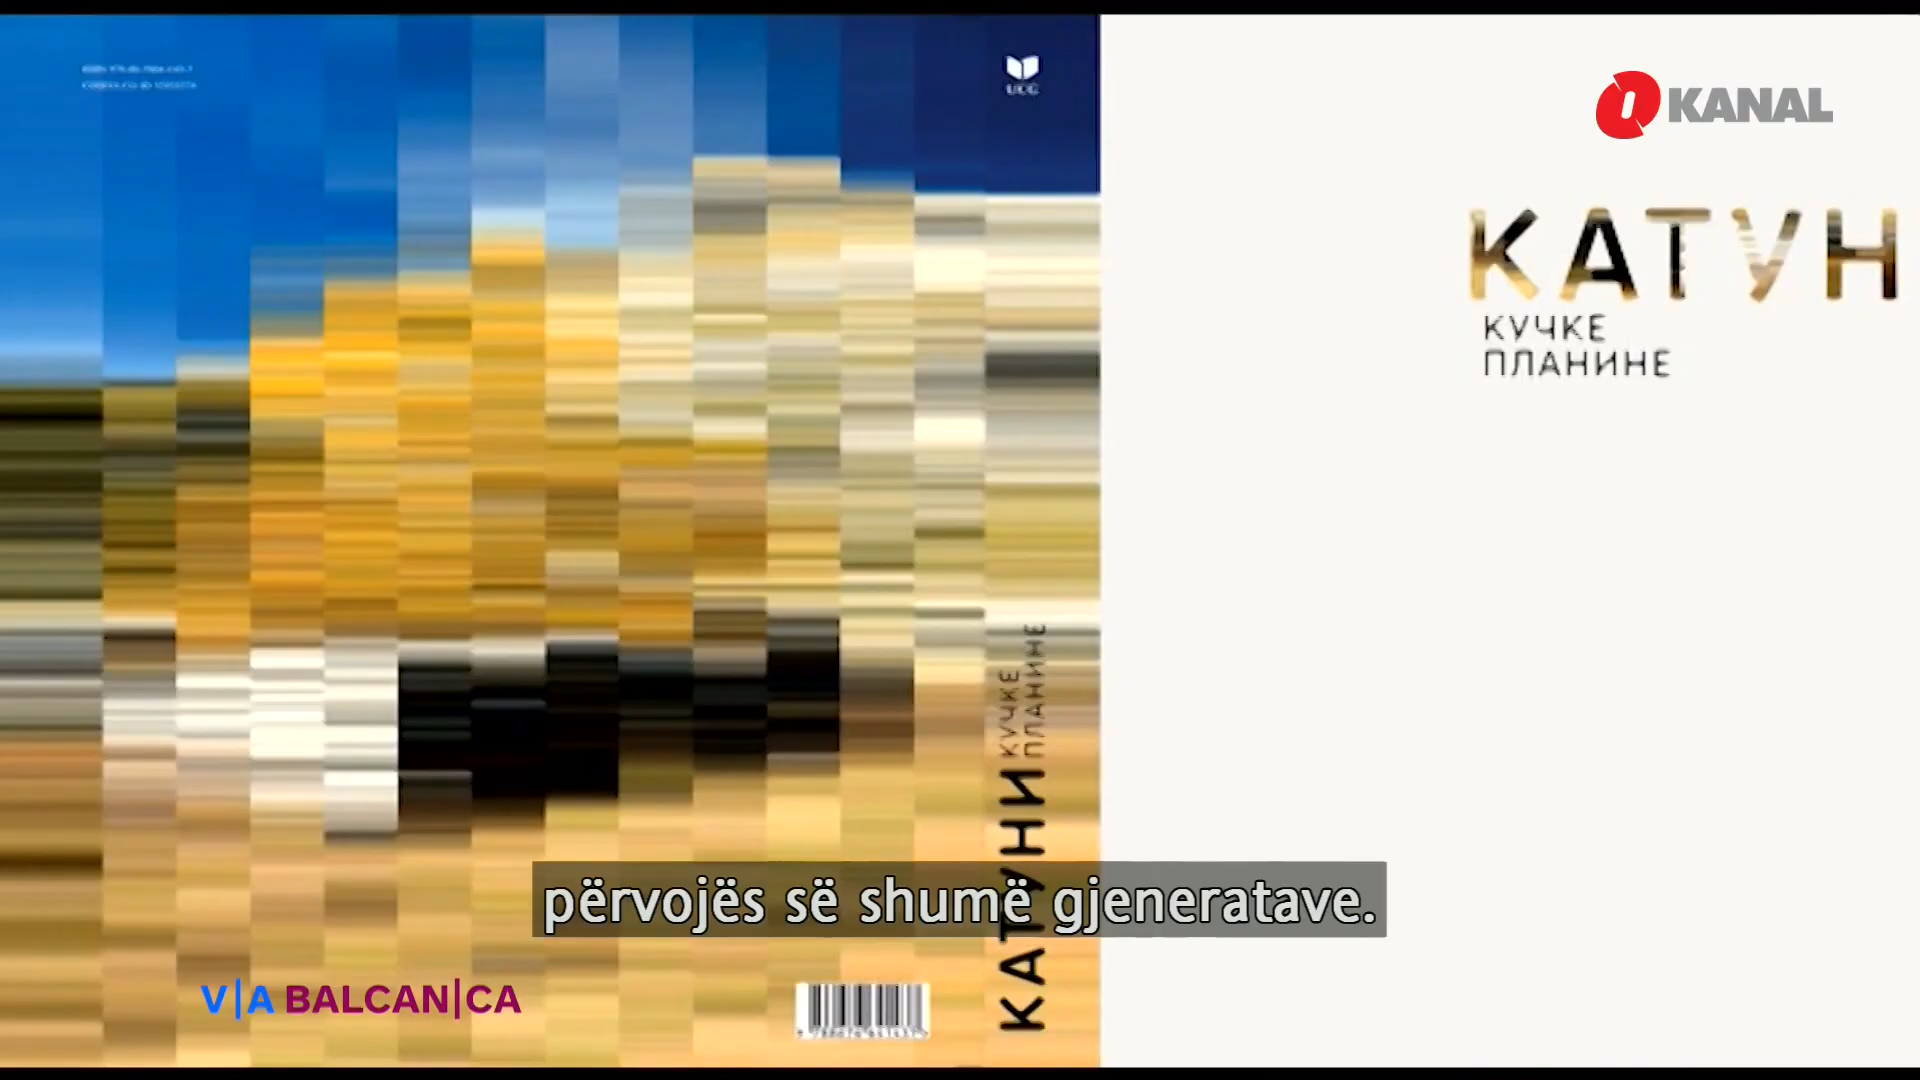 UCG
KANAL
КАТУН
КУЧКЕ
ПЛАНИНЕ
КАТУНИ КУЧКЕ
ПЛАНИНЕ
përvojës së shumë gjeneratave.
V|A BALCAN|CA